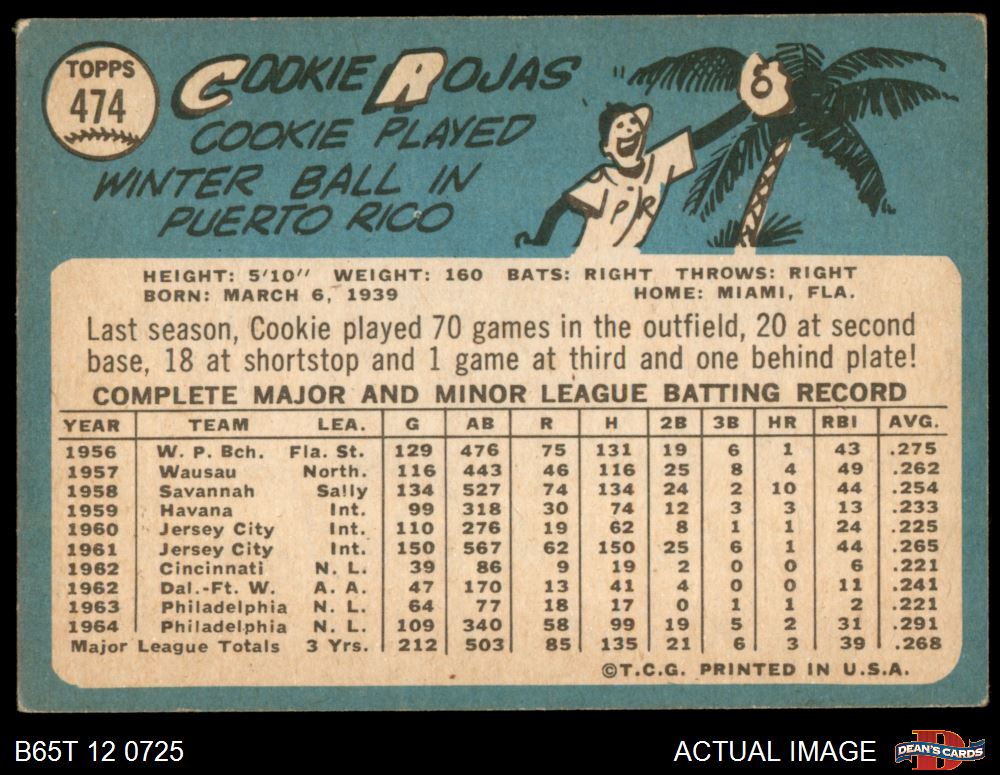 TOPPS
474
COOKIE ROJAS
COOKIE PLAYED
WINTER BALL IN
PUERTO RICO
8
PR
HEIGHT: 5'10" WEIGHT: 160 BATS: RIGHT THROWS: RIGHT
BORN: MARCH 6, 1939 HOME: MIAMI, FLA.
Last season, Cookie played 70 games in the outfield, 20 at second
base, 18 at shortstop and 1 game at third and one behind plate!
COMPLETE MAJOR AND MINOR LEAGUE BATTING RECORD
YEAR TEAM LEA. G AB R H 2B 3B HR RBI AVG.
1956 W. P. Bch. Fla. St. 129 476 75 131 19 6 1 43 .275
1957 Wausau North. 116 443 46 116 25 8 4 49 .262
1958 Savannah Sally 134 527 74 134 24 2 10 44 .254
1959 Havana Int. 99 318 30 74 12 3 3 13 .233
1960 Jersey City Int. 110 276 19 62 8 1 1 24 .225
1961 Jersey City Int. 150 567 62 150 25 6 1 44 .265
1962 Cincinnati N. L. 39 86 9 19 2 0 0 6 .221
1962 Dal.-Ft. W. A. A. 47 170 13 41 4 0 0 11 .241
1963 Philadelphia N. L. 64 77 18 17 0 1 1 2 .221
1964 Philadelphia N. L. 109 340 58 99 19 5 2 31 .291
Major League Totals 3 Yrs. 212 503 85 135 21 6 3 39 .268
©T.C.G. PRINTED IN U.S.A.
B65T 12 0725 ACTUAL IMAGE
D
DEAN'S CARDS